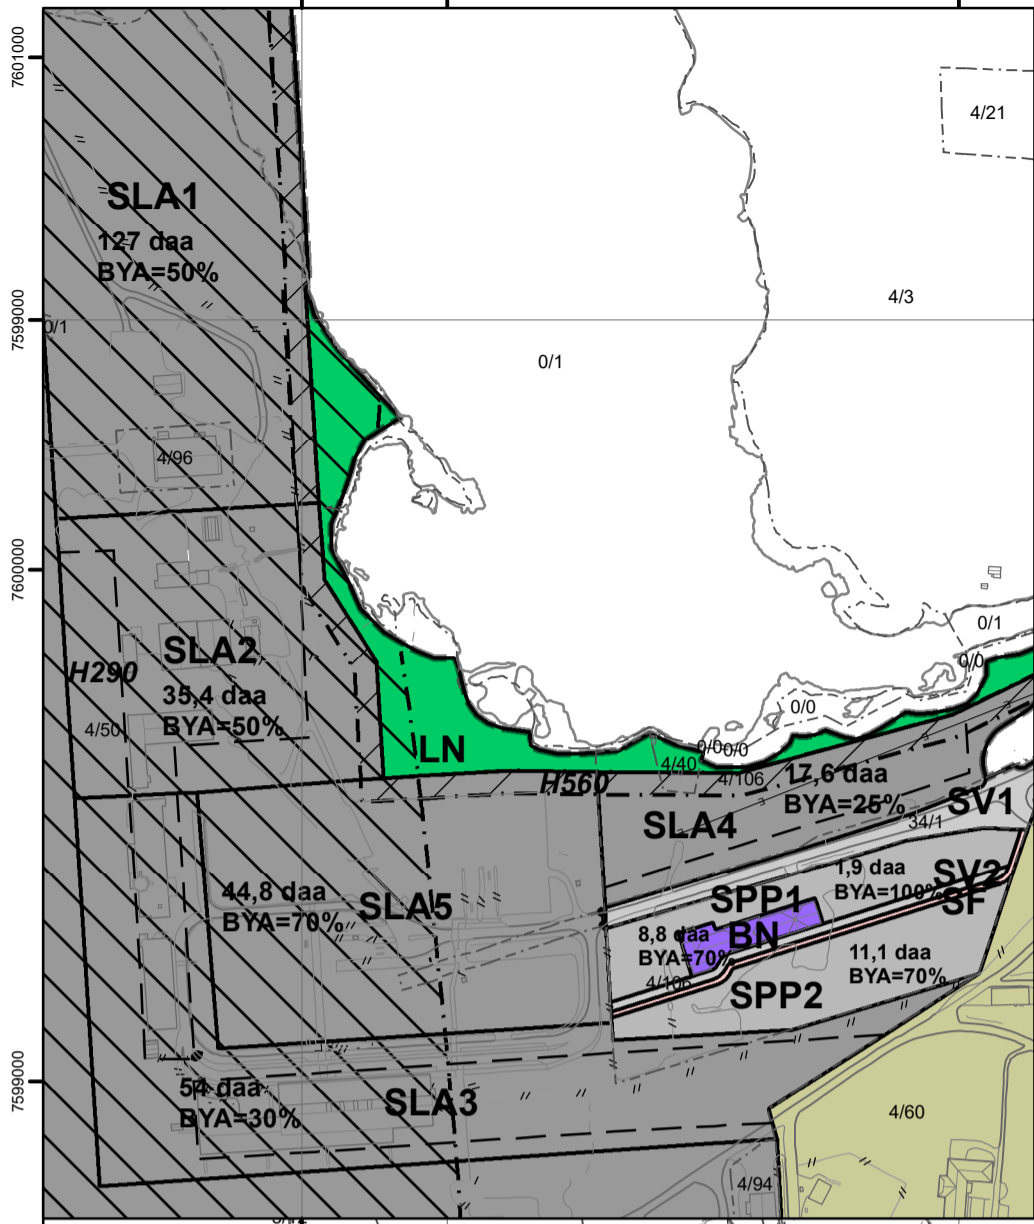 7601000
4/21
SLA1
127 daa
BYA=50%
4/3
7599000
0/1
0/1
4/96
7600000
0/1
SLA2
H290
35,4 daa
BYA=50%
4/50
0/0
0/0
LN
0/0
0/0
4/40
4/106
H560
17,6 daa
BYA=25%
SV1
SLA4
34/1
1,9 daa
BYA=100%
SV2
44,8 daa
BYA=70%
SLA5
SPP1
SF
8,8 daa
BYA=70%
BN
11,1 daa
BYA=70%
4/106
SPP2
7599000
54 daa
BYA=30%
SLA3
4/60
4/94